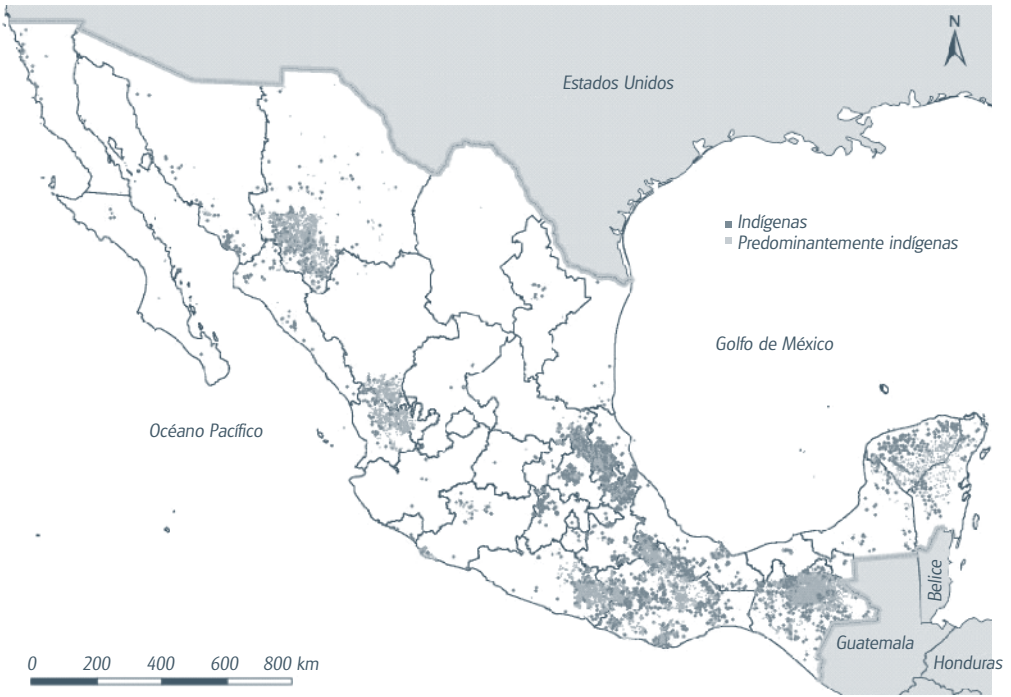 N
Estados Unidos
Indígenas
Predominantemente indígenas
Golfo de México
Océano Pacífico
Belice
Guatemala
Honduras
0 200 400 600 800 km